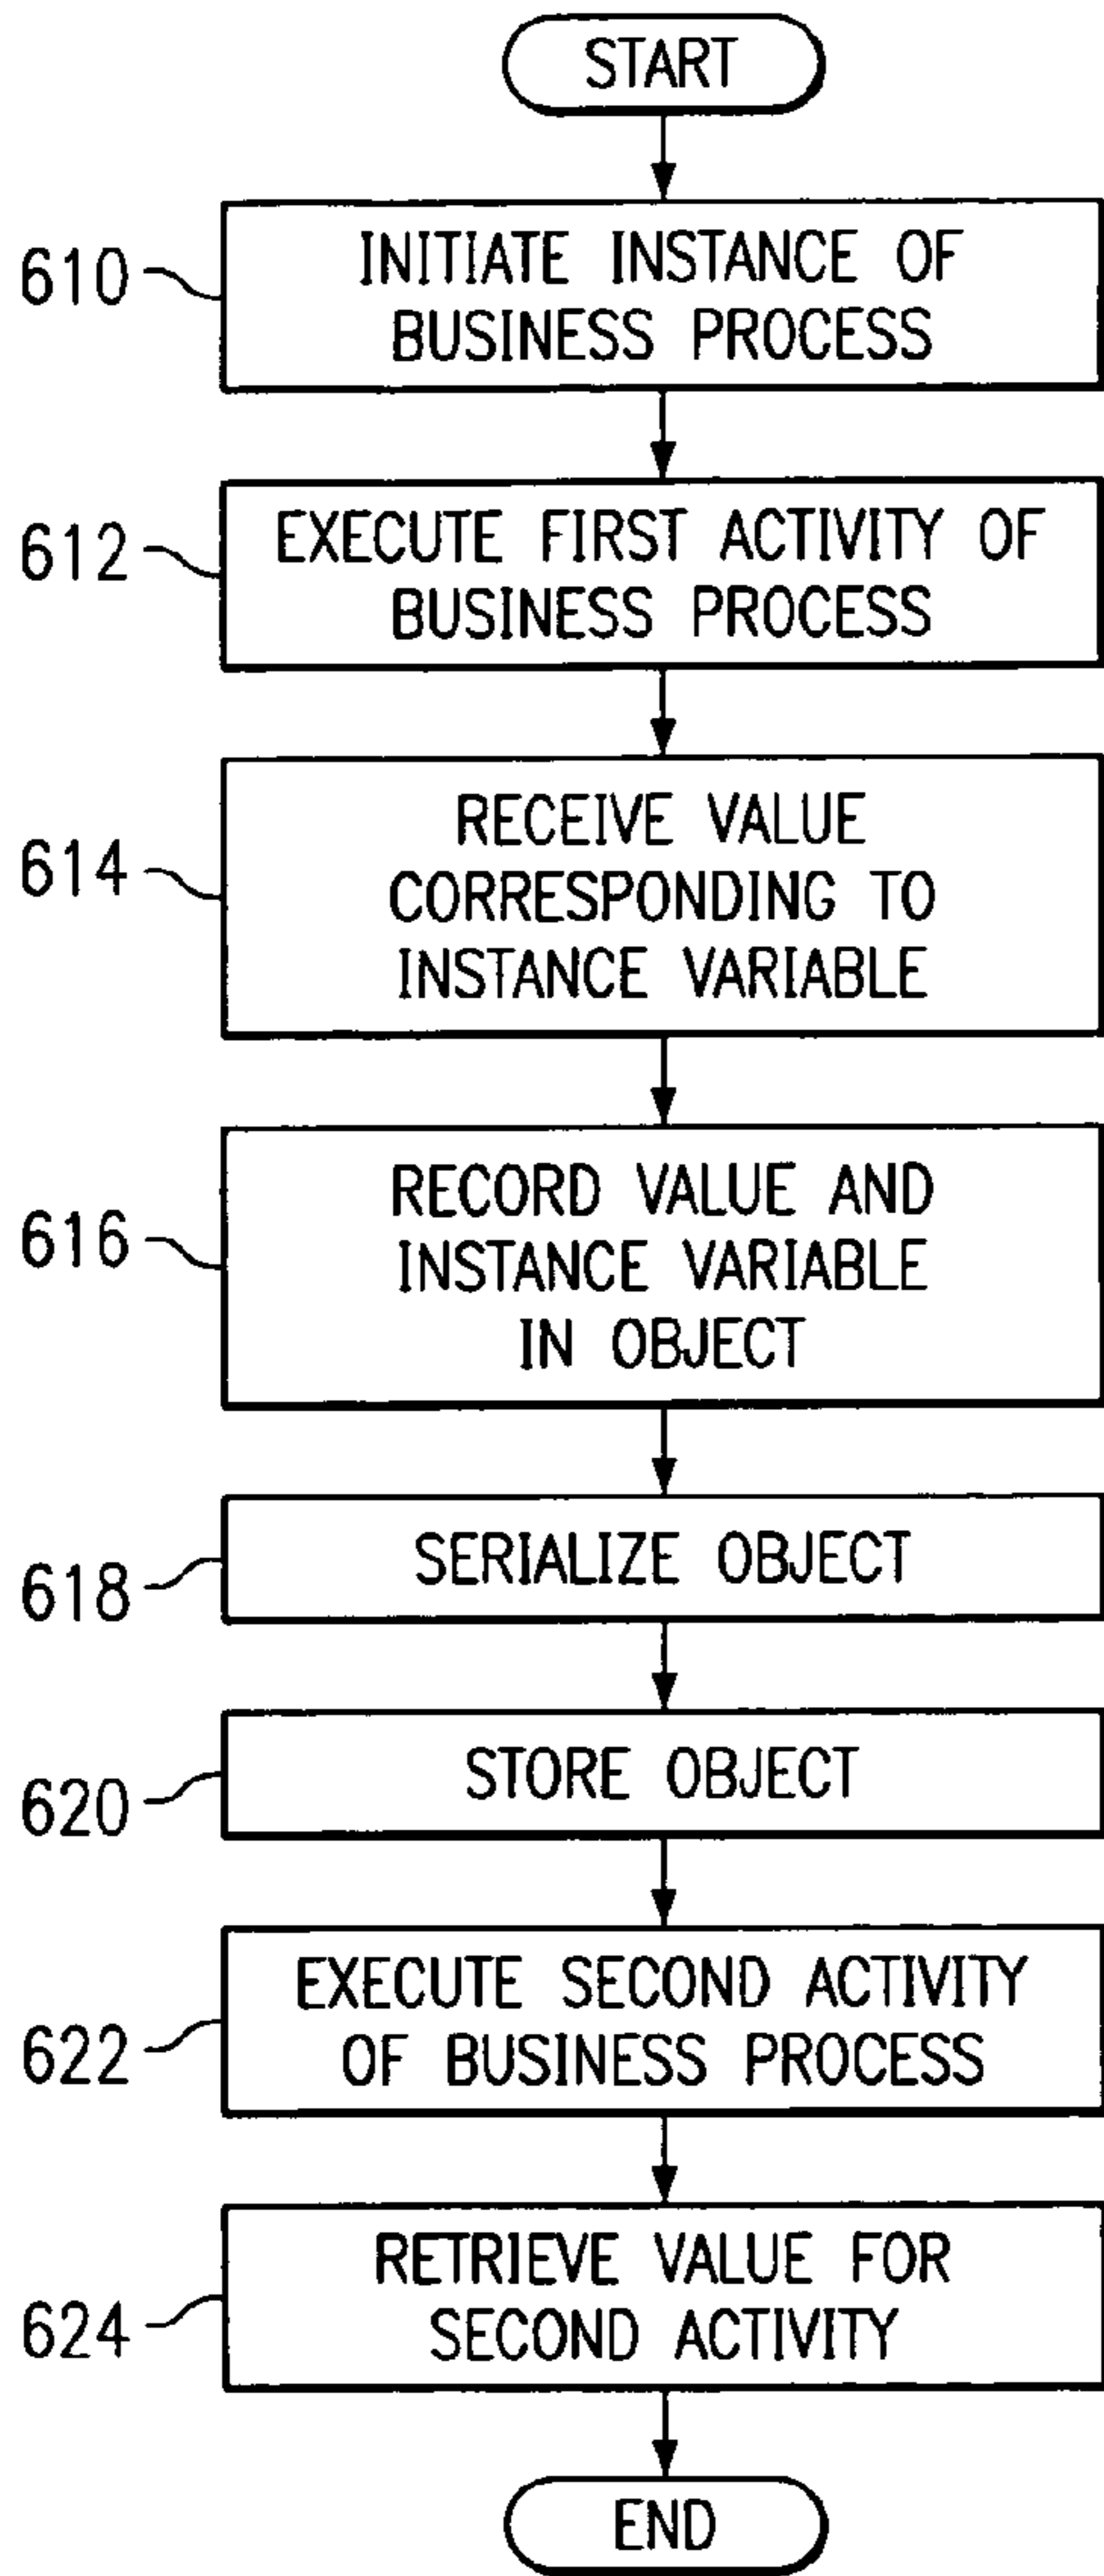 START
610
INITIATE INSTANCE OF
BUSINESS PROCESS
612
EXECUTE FIRST ACTIVITY OF
BUSINESS PROCESS
614
RECEIVE VALUE
CORRESPONDING TO
INSTANCE VARIABLE
616
RECORD VALUE AND
INSTANCE VARIABLE
IN OBJECT
618
SERIALIZE OBJECT
620
STORE OBJECT
622
EXECUTE SECOND ACTIVITY
OF BUSINESS PROCESS
624
RETRIEVE VALUE FOR
SECOND ACTIVITY
END